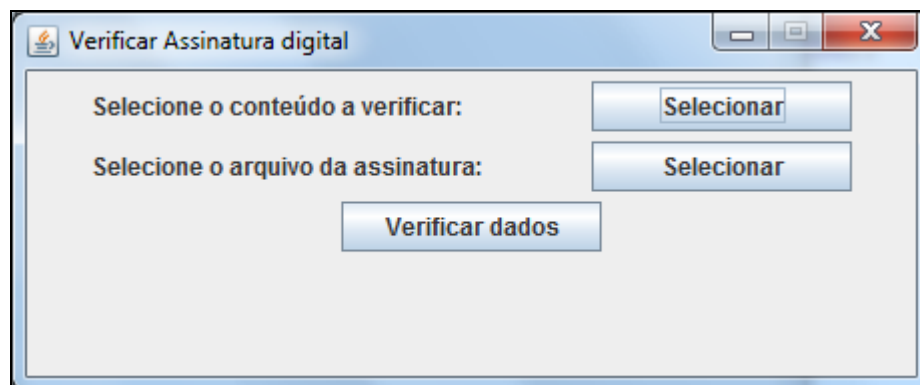 Verificar Assinatura digital
Selecione o conteúdo a verificar: Selecionar
Selecione o arquivo da assinatura: Selecionar
Verificar dados